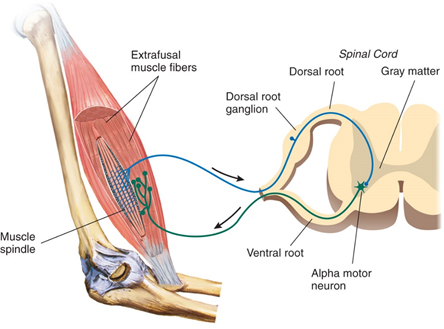 Extrafusal
muscle fibers
Spinal Cord
Dorsal root
Gray matter
Dorsal root
ganglion
Muscle
spindle
Ventral root
Alpha motor
neuron